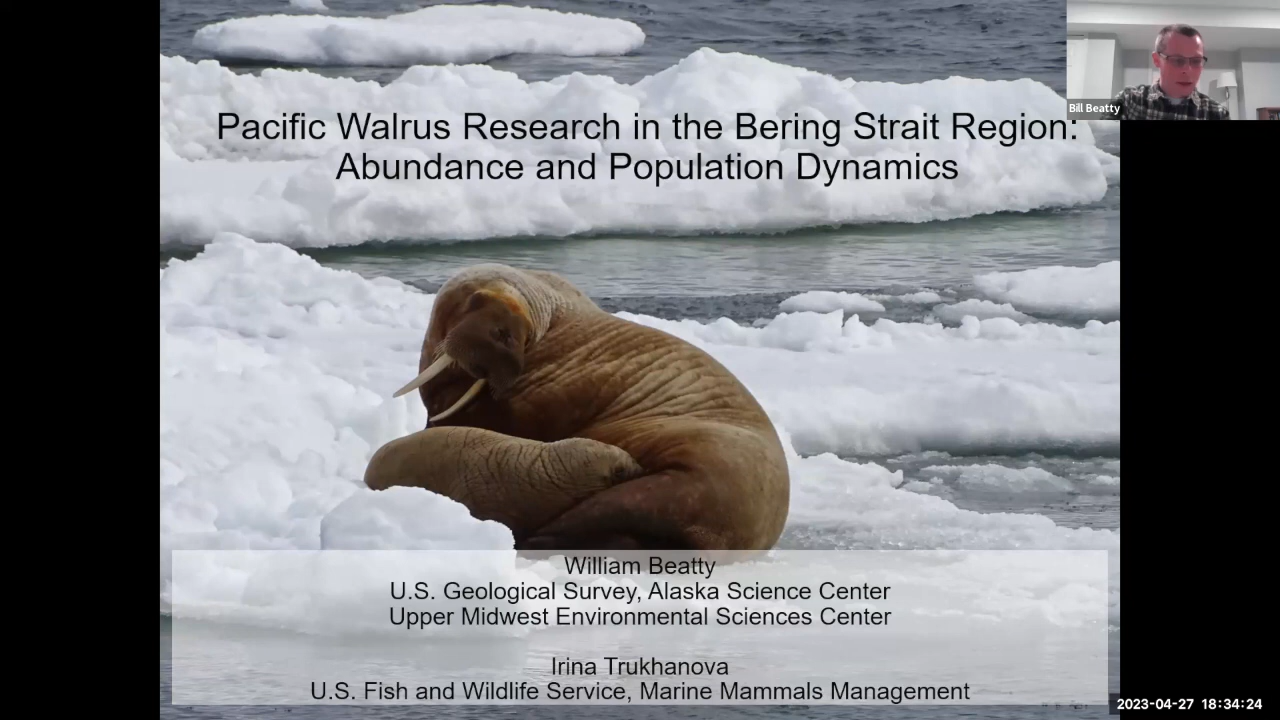 Pacific Walrus Research in the Bering Strait Region:
Abundance and Population Dynamics
Bill Beatty
William Beatty
U.S. Geological Survey, Alaska Science Center
Upper Midwest Environmental Sciences Center
Irina Trukhanova
U.S. Fish and Wildlife Service, Marine Mammals Management
2023-04-27 18:34:24